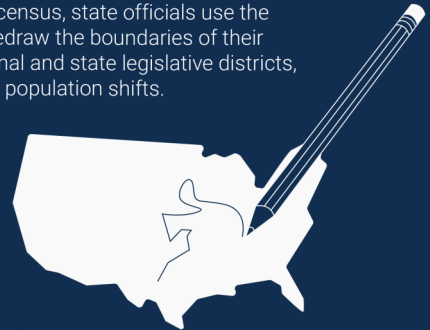 census, state officials use the
edraw the boundaries of their
nal and state legislative districts,
population shifts.